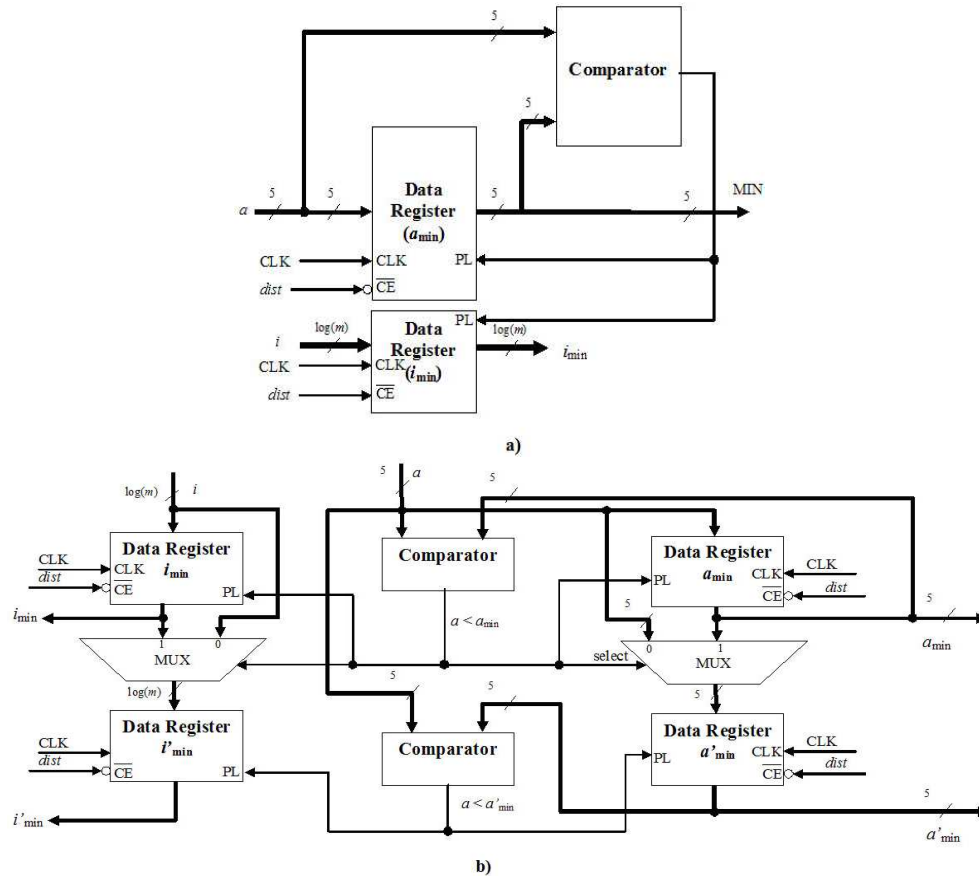 5
Comparator
5
a
5
5
Data
Register
(amin)
5
5
MIN
CLK
CLK
PL
dist
CE
i
log(m)
Data
Register
(imin)
PL
log(m)
imin
CLK
CLK
dist
CE
a)
log(m)
i
5
a
5
Data Register
imin
CLK
CLK
dist
CE
PL
Comparator
Data Register
amin
PL
CLK
CLK
CE
dist
imin
1
0
MUX
a < amin
5
0
1
select
MUX
5
amin
log(m)
5
5
5
Data Register
i'min
CLK
dist
CE
PL
Comparator
Data Register
a'min
PL
CLK
CLK
CE
dist
a < a'min
i'min
5
a'min
b)